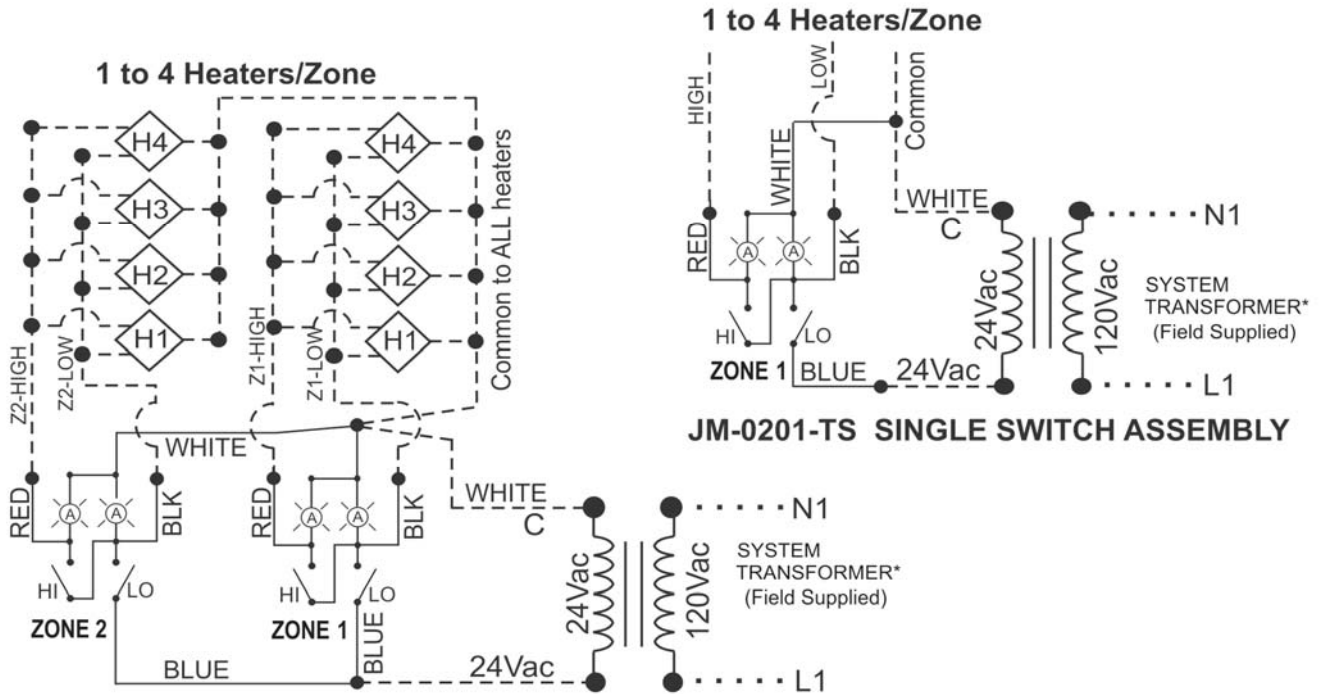 1 to 4 Heaters/Zone
H4
H3
H2
H1
Z2-HIGH
Z2-LOW
H4
H3
H2
H1
Z1-HIGH
Z1-LOW
Common to ALL heaters
WHITE
RED
A
A
BLK
HI
LO
ZONE 2
RED
A
A
BLK
HI
LO
ZONE 1
BLUE
BLUE
WHITE
C
24Vac
24Vac
120Vac
N1
SYSTEM
TRANSFORMER*
(Field Supplied)
L1
1 to 4 Heaters/Zone
HIGH
LOW
Common
WHITE
RED
A
A
BLK
HI
LO
ZONE 1
BLUE
WHITE
C
24Vac
24Vac
120Vac
N1
SYSTEM
TRANSFORMER*
(Field Supplied)
L1
JM-0201-TS SINGLE SWITCH ASSEMBLY